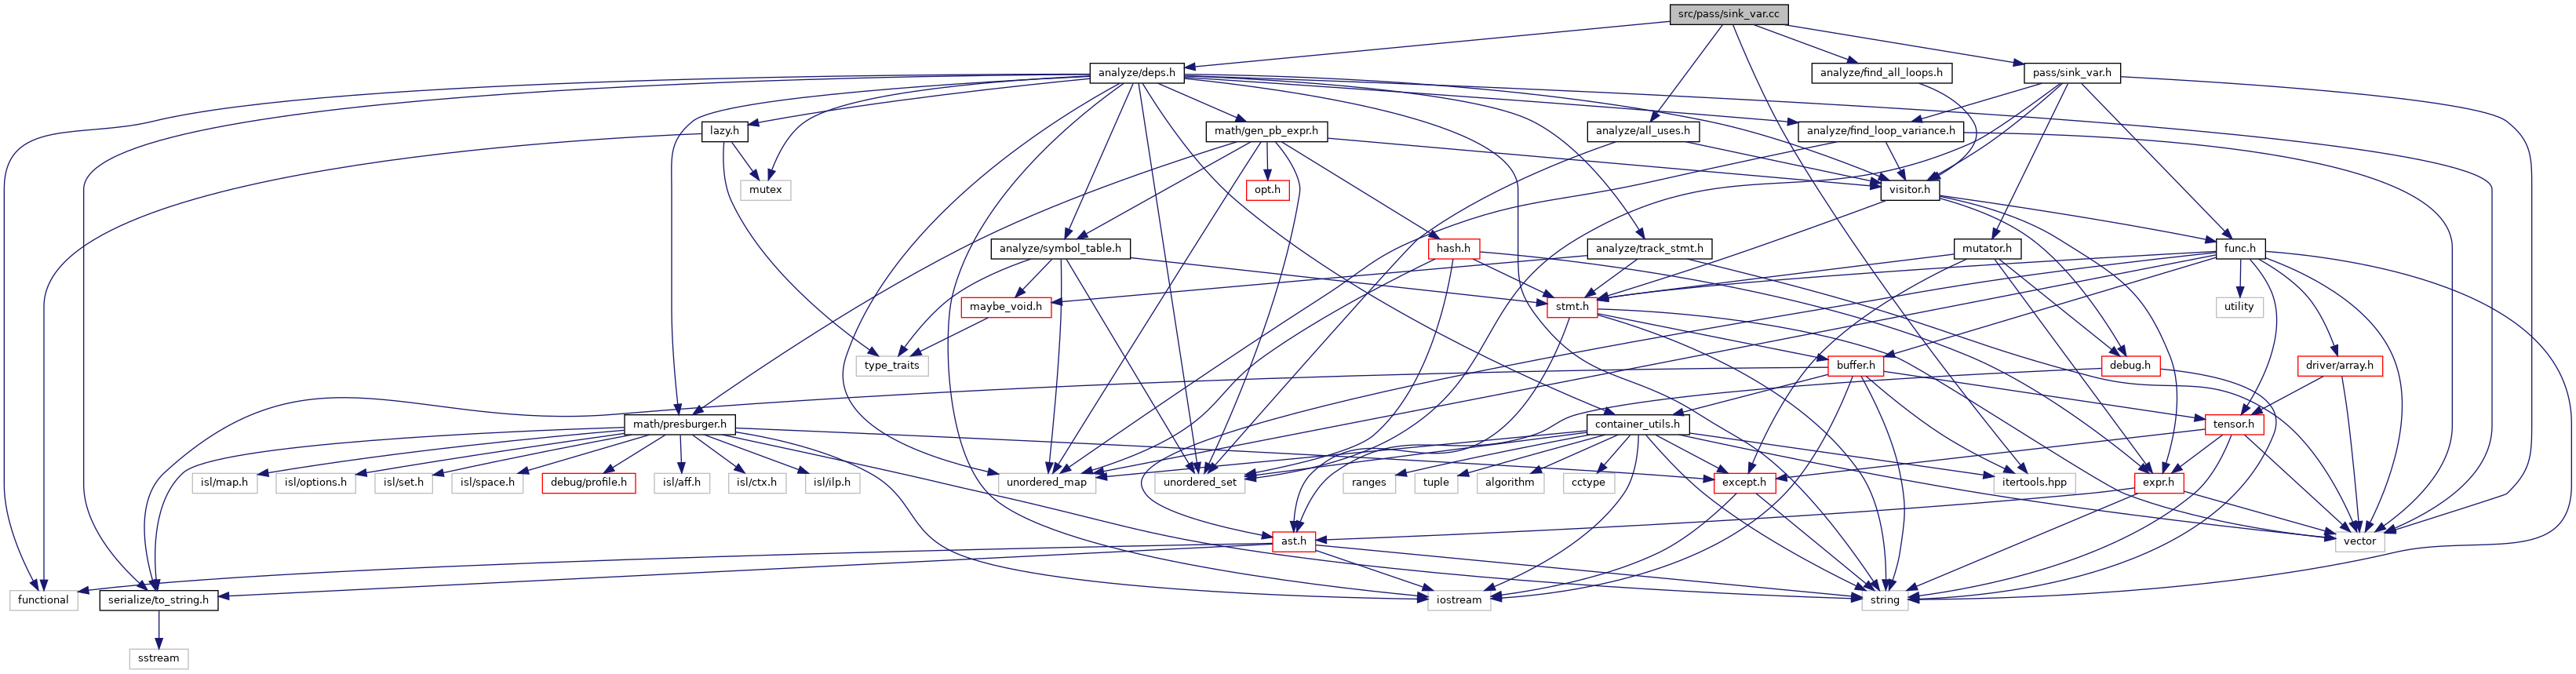 src/pass/sink_var.cc
analyze/deps.h
analyze/find_all_loops.h
pass/sink_var.h
lazy.h
math/gen_pb_expr.h
analyze/all_uses.h
analyze/find_loop_variance.h
mutex
opt.h
visitor.h
analyze/symbol_table.h
hash.h
analyze/track_stmt.h
mutator.h
func.h
maybe_void.h
stmt.h
utility
type_traits
buffer.h
debug.h
driver/array.h
math/presburger.h
container_utils.h
tensor.h
isl/map.h
isl/options.h
isl/set.h
isl/space.h
debug/profile.h
isl/aff.h
isl/ctx.h
isl/ilp.h
unordered_map
unordered_set
ranges
tuple
algorithm
cctype
except.h
itertools.hpp
expr.h
ast.h
vector
functional
serialize/to_string.h
iostream
string
sstream